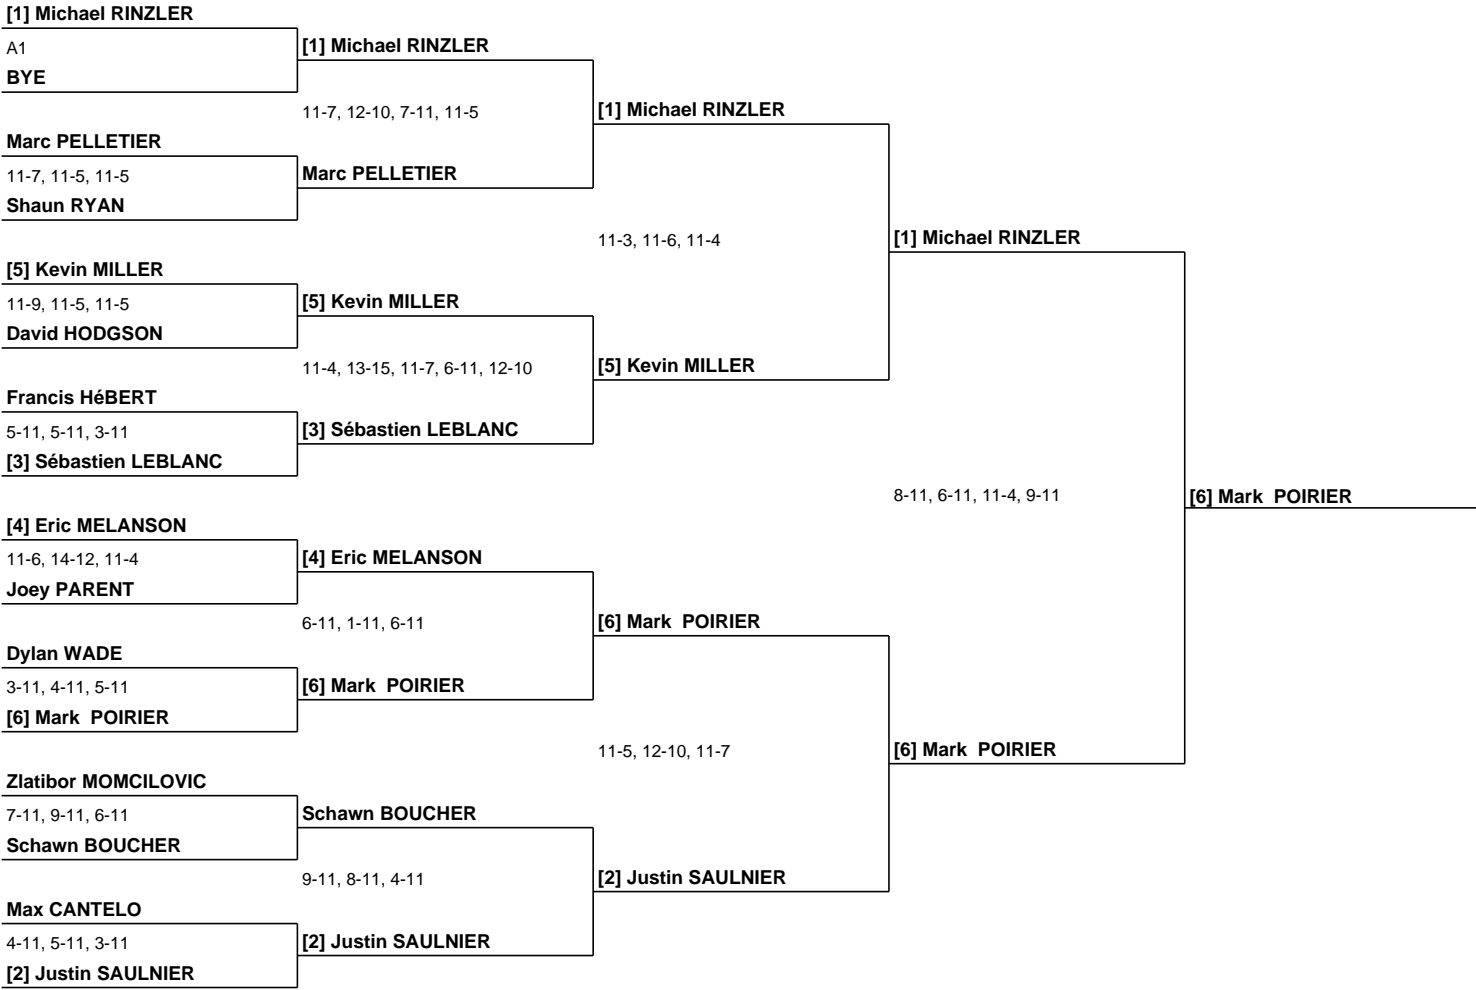 [1] Michael RINZLER
A1
BYE
Marc PELLETIER
11-7, 11-5, 11-5
Shaun RYAN
[5] Kevin MILLER
11-9, 11-5, 11-5
David HODGSON
Francis HéBERT
5-11, 5-11, 3-11
[3] Sébastien LEBLANC
[4] Eric MELANSON
11-6, 14-12, 11-4
Joey PARENT
Dylan WADE
3-11, 4-11, 5-11
[6] Mark  POIRIER
Zlatibor MOMCILOVIC
7-11, 9-11, 6-11
Schawn BOUCHER
Max CANTELO
4-11, 5-11, 3-11
[2] Justin SAULNIER
[1] Michael RINZLER
11-7, 12-10, 7-11, 11-5
Marc PELLETIER
[5] Kevin MILLER
11-4, 13-15, 11-7, 6-11, 12-10
[3] Sébastien LEBLANC
[4] Eric MELANSON
6-11, 1-11, 6-11
[6] Mark  POIRIER
Schawn BOUCHER
9-11, 8-11, 4-11
[2] Justin SAULNIER
[1] Michael RINZLER
11-3, 11-6, 11-4
[5] Kevin MILLER
[6] Mark  POIRIER
11-5, 12-10, 11-7
[2] Justin SAULNIER
[1] Michael RINZLER
8-11, 6-11, 11-4, 9-11
[6] Mark  POIRIER
[6] Mark  POIRIER